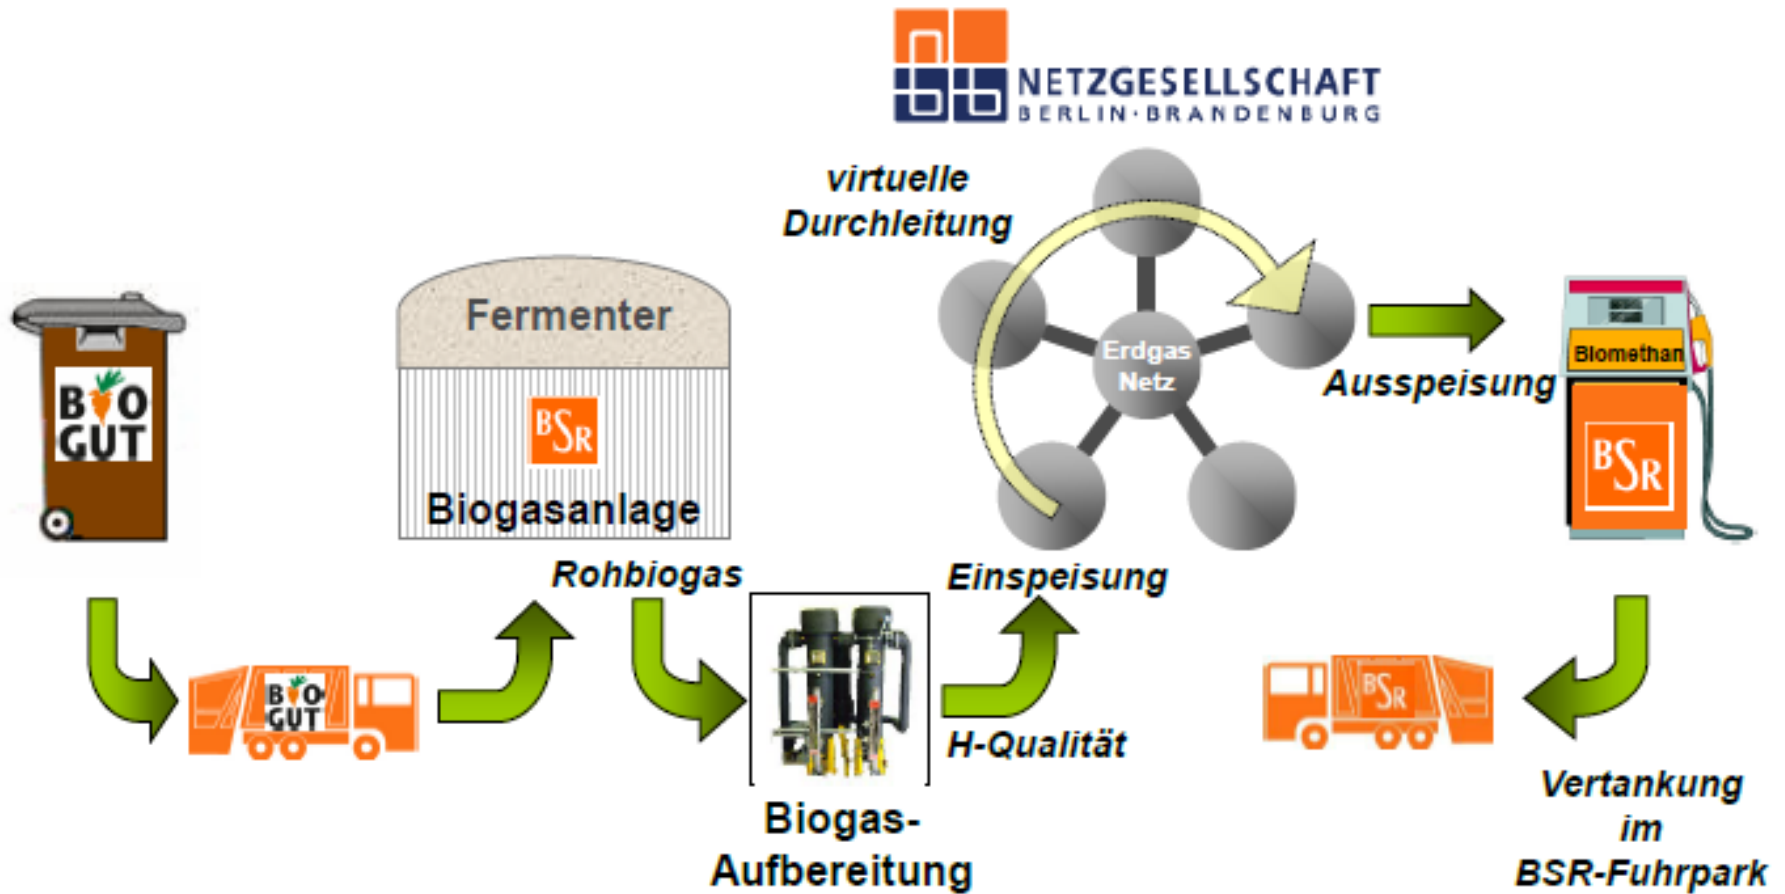 NETZGESELLSCHAFT
BERLIN·BRANDENBURG
virtuelle
Durchleitung
Fermenter
BSR
Biogasanlage
BIO
GUT
Erdgas
Netz
Ausspeisung
Biomethan
BSR
Rohbiogas
Einspeisung
BIO
GUT
H-Qualität
BSR
Biogas-
Aufbereitung
Vertankung
im
BSR-Fuhrpark